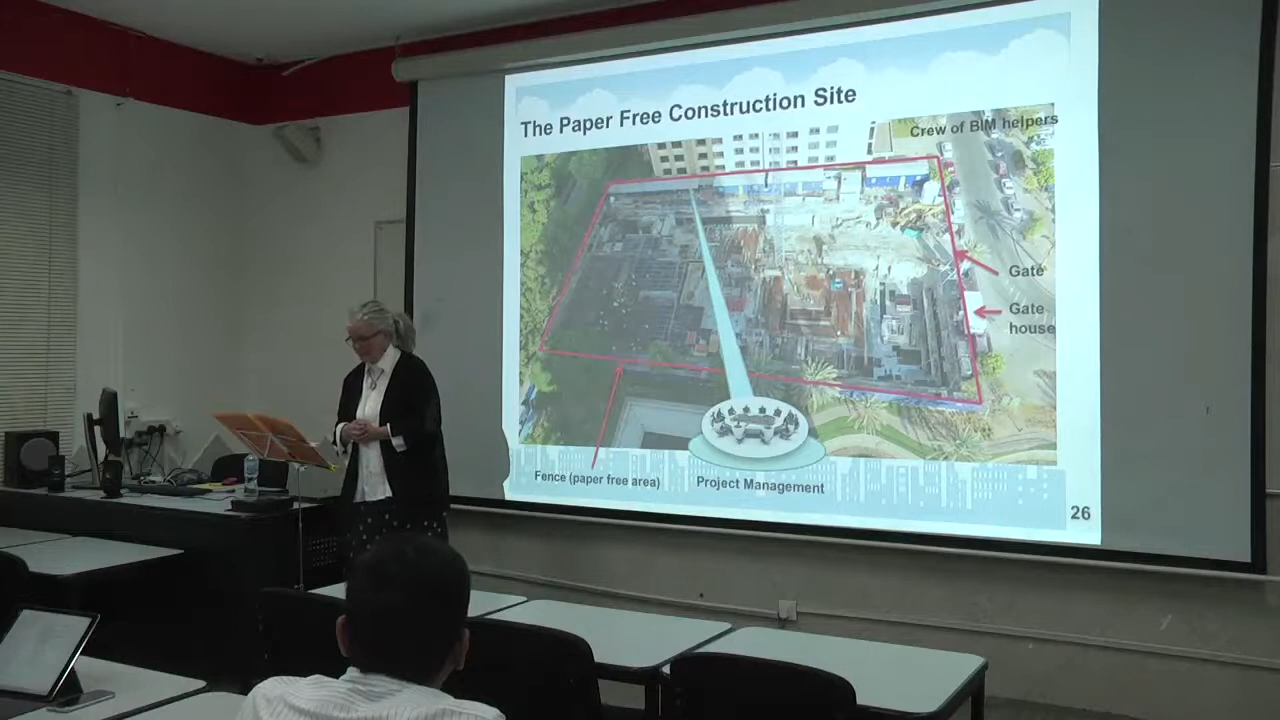 The Paper Free Construction Site
Crew of BIM helpers
Gate
Gate
house
Fence (paper free area)
Project Management
26